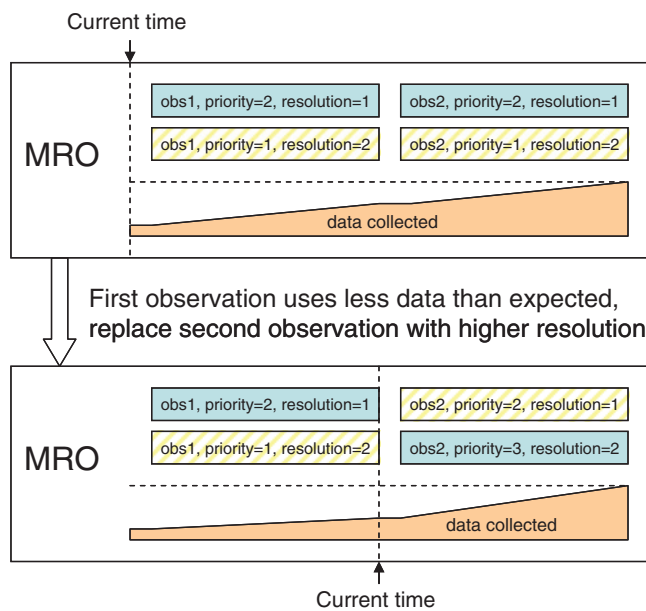 Current time
MRO
obs1, priority=2, resolution=1
obs2, priority=2, resolution=1
obs1, priority=1, resolution=2
obs2, priority=1, resolution=2
data collected
First observation uses less data than expected,
replace second observation with higher resolution
MRO
obs1, priority=2, resolution=1
obs2, priority=2, resolution=1
obs1, priority=1, resolution=2
obs2, priority=3, resolution=2
data collected
Current time